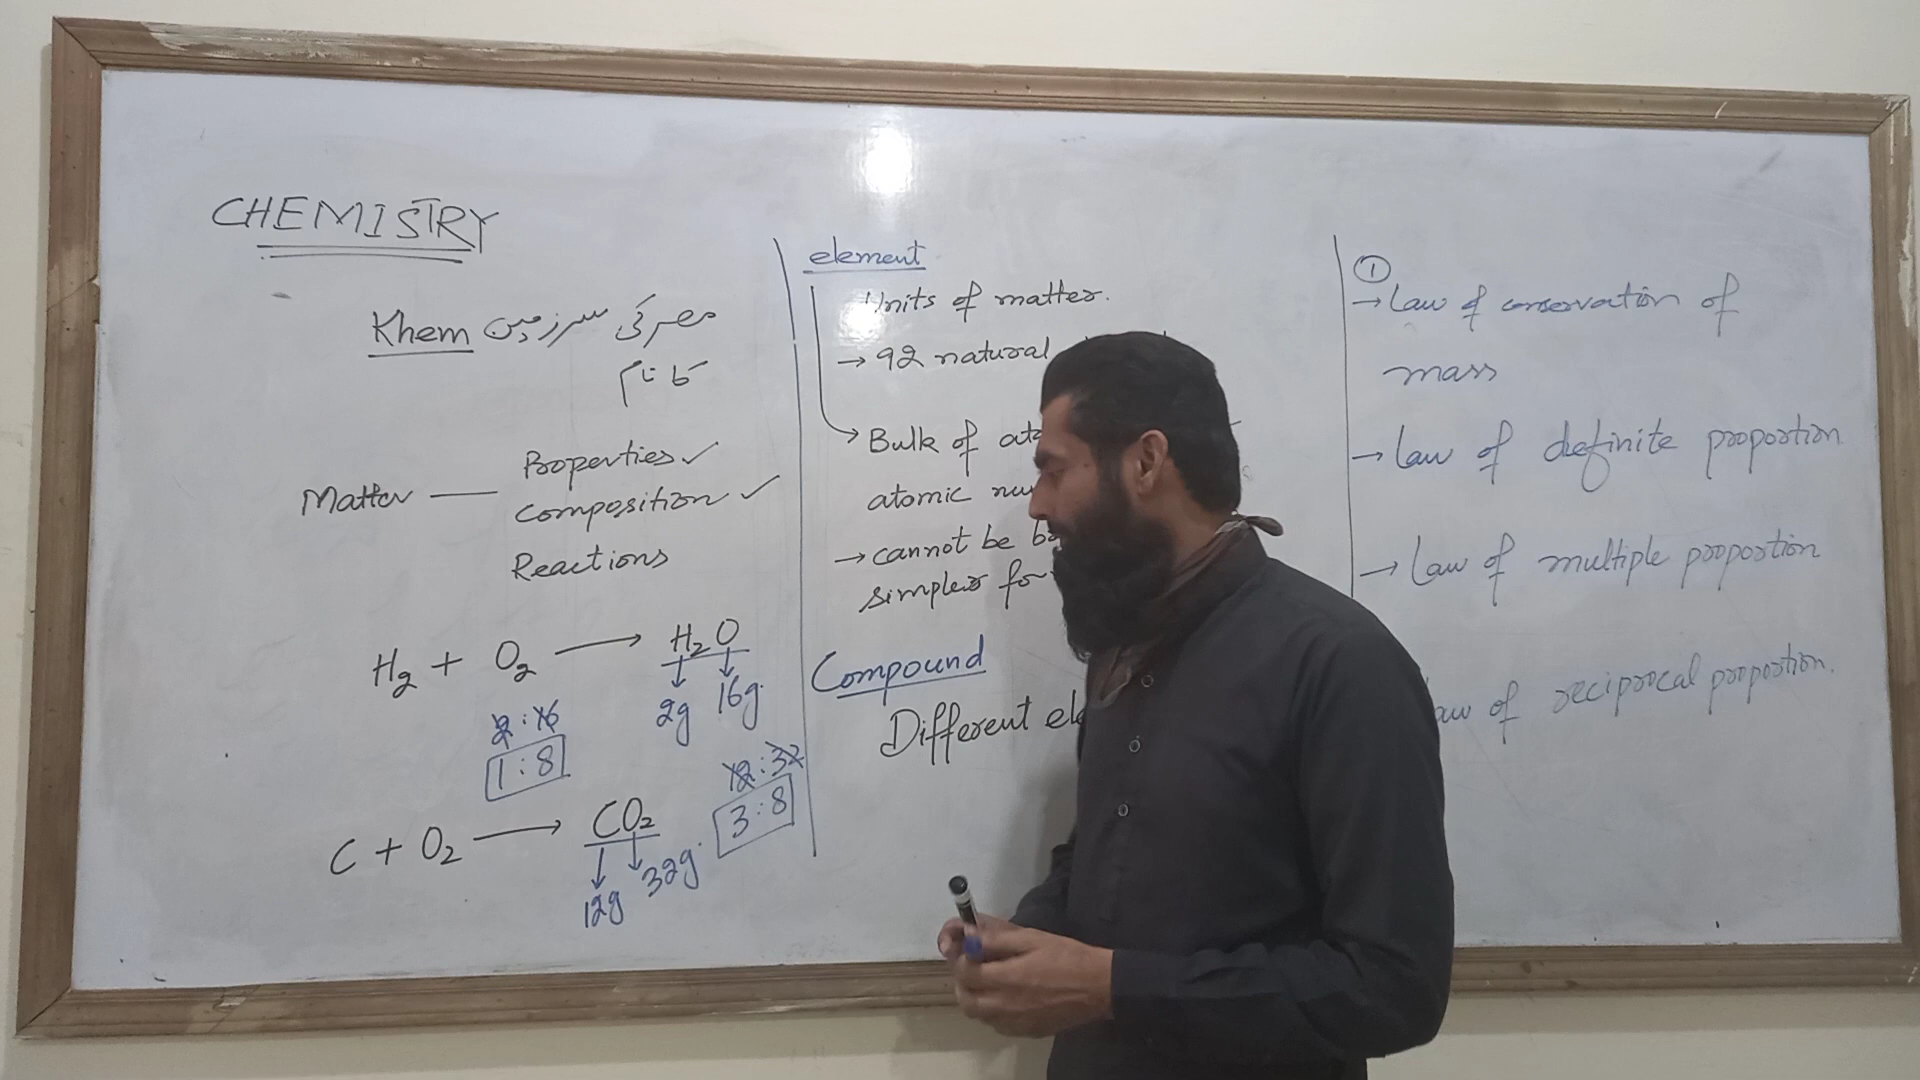 CHEMISTRY
Khem مصر کی سرزمین
کا نام
Matter — Properties ✓
composition ✓
Reactions
H₂ + O₂ → H₂O
2g 16g
2 : 16
1 : 8
12 : 32
3 : 8
C + O₂ → CO₂
12g 32g
element
Units of matter.
→ 92 natural
→ Bulk of
atomic
→ cannot be
simpler
Compound
Different
①
→ Law of conservation of
mass
→ Law of definite proportion
→ Law of multiple proportion
of reciprocal proportion.